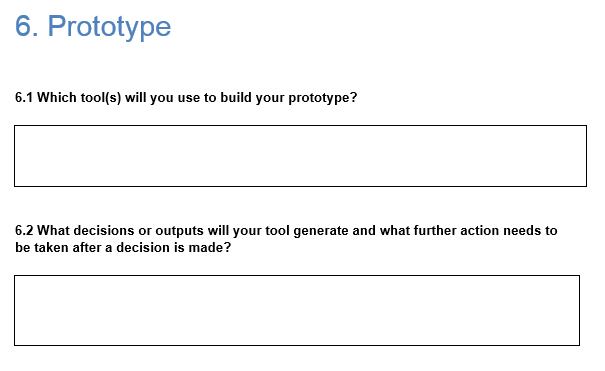 6. Prototype
6.1 Which tool(s) will you use to build your prototype?
6.2 What decisions or outputs will your tool generate and what further action needs to
be taken after a decision is made?